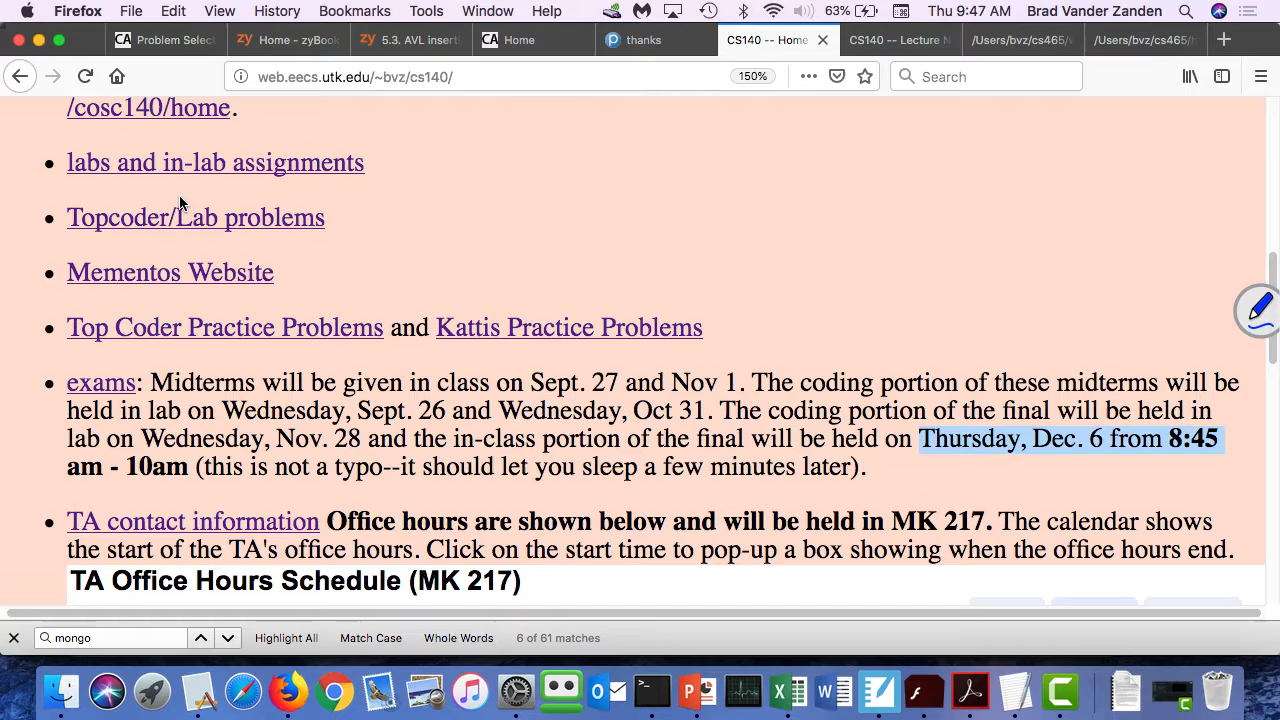 Firefox File Edit View History Bookmarks Tools Window Help 63% Thu 9:47 AM Brad Vander Zanden
CA Problem Selec zy Home - zyBook zy 5.3. AVL inserti CA Home thanks CS140 -- Home CS140 -- Lecture N /Users/bvz/cs465/ /Users/bvz/cs465/
web.eecs.utk.edu/~bvz/cs140/ 150% Search
/cosc140/home.
labs and in-lab assignments
Topcoder/Lab problems
Mementos Website
Top Coder Practice Problems and Kattis Practice Problems
exams: Midterms will be given in class on Sept. 27 and Nov 1. The coding portion of these midterms will be
held in lab on Wednesday, Sept. 26 and Wednesday, Oct 31. The coding portion of the final will be held in
lab on Wednesday, Nov. 28 and the in-class portion of the final will be held on Thursday, Dec. 6 from 8:45
am - 10am (this is not a typo--it should let you sleep a few minutes later).
TA contact information Office hours are shown below and will be held in MK 217. The calendar shows
the start of the TA's office hours. Click on the start time to pop-up a box showing when the office hours end.
TA Office Hours Schedule (MK 217)
mongo Highlight All Match Case Whole Words 6 of 61 matches